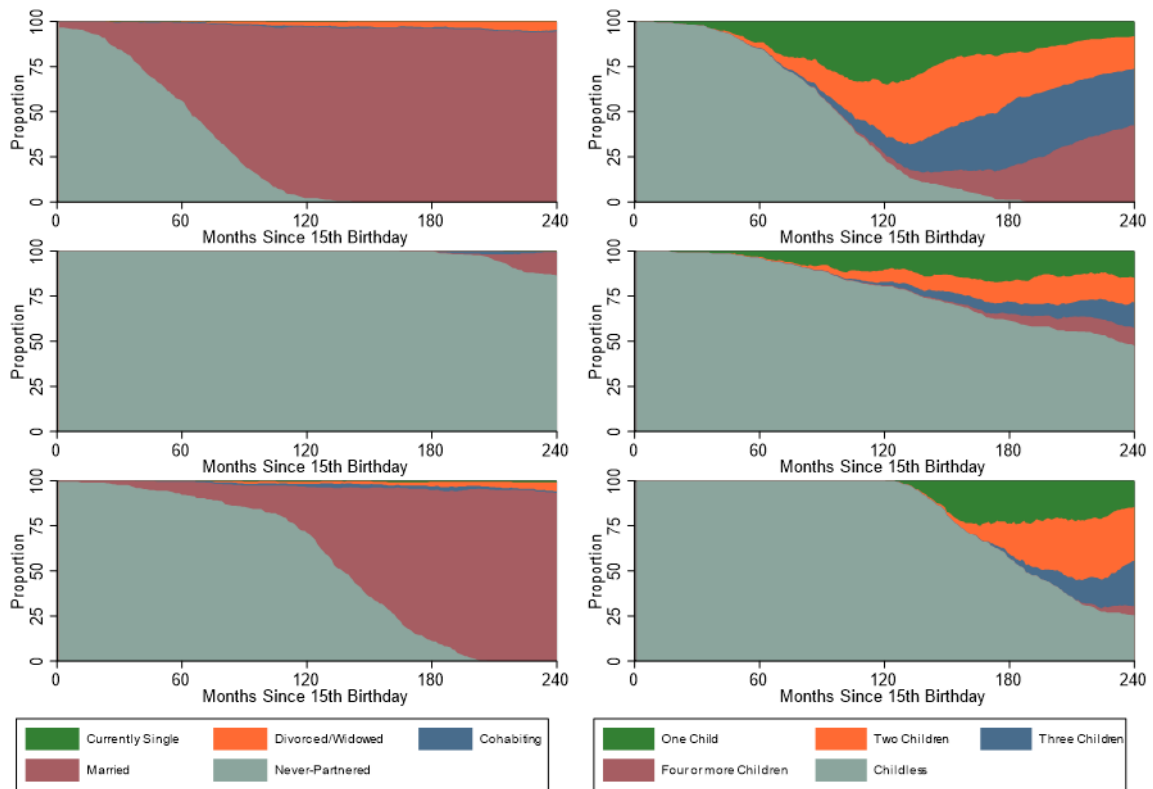 100
75
50
25
0
Proportion
0 60 120 180 240
Months Since 15th Birthday
100
75
50
25
0
Proportion
0 60 120 180 240
Months Since 15th Birthday
100
75
50
25
0
Proportion
0 60 120 180 240
Months Since 15th Birthday
100
75
50
25
0
Proportion
0 60 120 180 240
Months Since 15th Birthday
100
75
50
25
0
Proportion
0 60 120 180 240
Months Since 15th Birthday
100
75
50
25
0
Proportion
0 60 120 180 240
Months Since 15th Birthday
Currently Single Divorced/Widowed Cohabiting
Married Never-Partnered
One Child Two Children Three Children
Four or more Children Childless